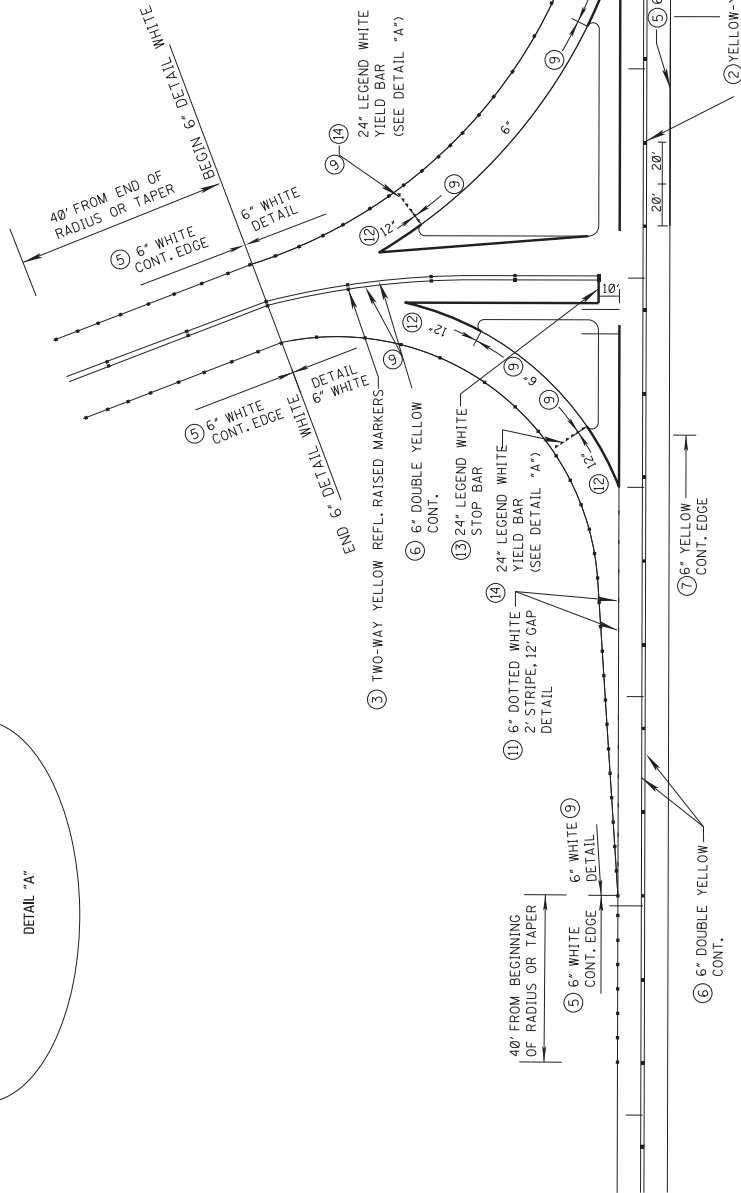 DETAIL "A"
40' FROM END OF
RADIUS OR TAPER
BEGIN 6" DETAIL WHITE
⑤ 6" WHITE
CONT. EDGE
6" WHITE
DETAIL
⑨ ⑭
24" LEGEND WHITE
YIELD BAR
(SEE DETAIL "A")
⑨
6"
⑨
⑫ 12"
⑤ 6
② YELLOW-Y
20' 20'
⑤ 6" WHITE
CONT. EDGE
DETAIL
6" WHITE
END 6" DETAIL WHITE
③ TWO-WAY YELLOW REFL. RAISED MARKERS
⑨
⑥ 6" DOUBLE YELLOW
CONT.
⑬ 24" LEGEND WHITE
STOP BAR
10'
⑫
12"
⑨
6"
⑨
12"
⑫
24" LEGEND WHITE
YIELD BAR
(SEE DETAIL "A")
⑭
⑪ 6" DOTTED WHITE
2' STRIPE, 12' GAP
DETAIL
⑦ 6" YELLOW
CONT. EDGE
40' FROM BEGINNING
OF RADIUS OR TAPER
⑤ 6" WHITE
CONT. EDGE
6" WHITE ⑨
DETAIL
⑥ 6" DOUBLE YELLOW
CONT.